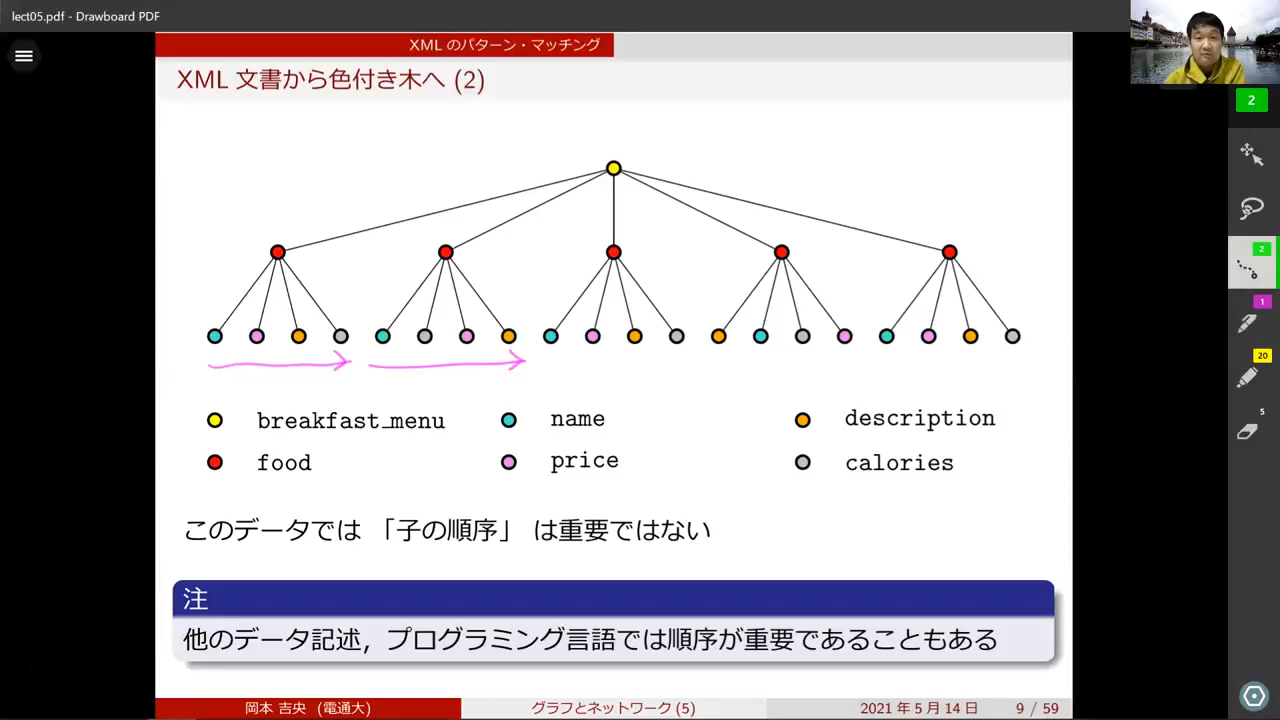 lect05.pdf - Drawboard PDF
XML のパターン・マッチング
XML 文書から色付き木へ (2)
2
2
1
20
5
breakfast_menu
name
description
food
price
calories
このデータでは 「子の順序」 は重要ではない
注
他のデータ記述, プログラミング言語では順序が重要であることもある
岡本 吉央 (電通大)
グラフとネットワーク (5)
2021 年 5 月 14 日
9 / 59